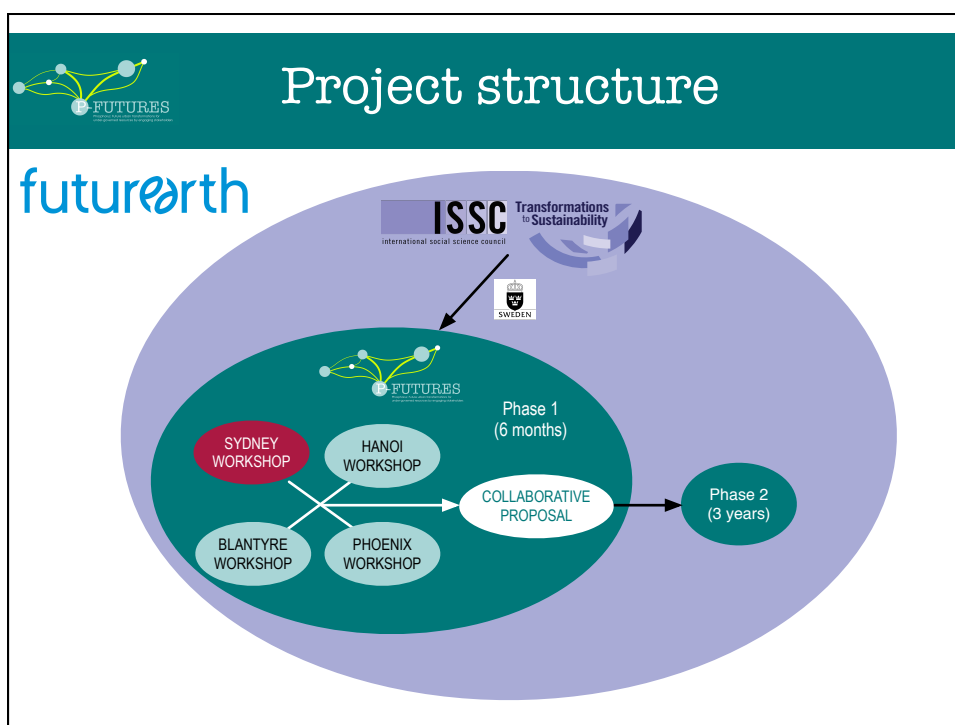 Project structure
P-FUTURES
futurearth
ISSC
international social science council
Transformations
to Sustainability
SWEDEN
P-FUTURES
Phase 1
(6 months)
SYDNEY
WORKSHOP
HANOI
WORKSHOP
COLLABORATIVE
PROPOSAL
Phase 2
(3 years)
BLANTYRE
WORKSHOP
PHOENIX
WORKSHOP